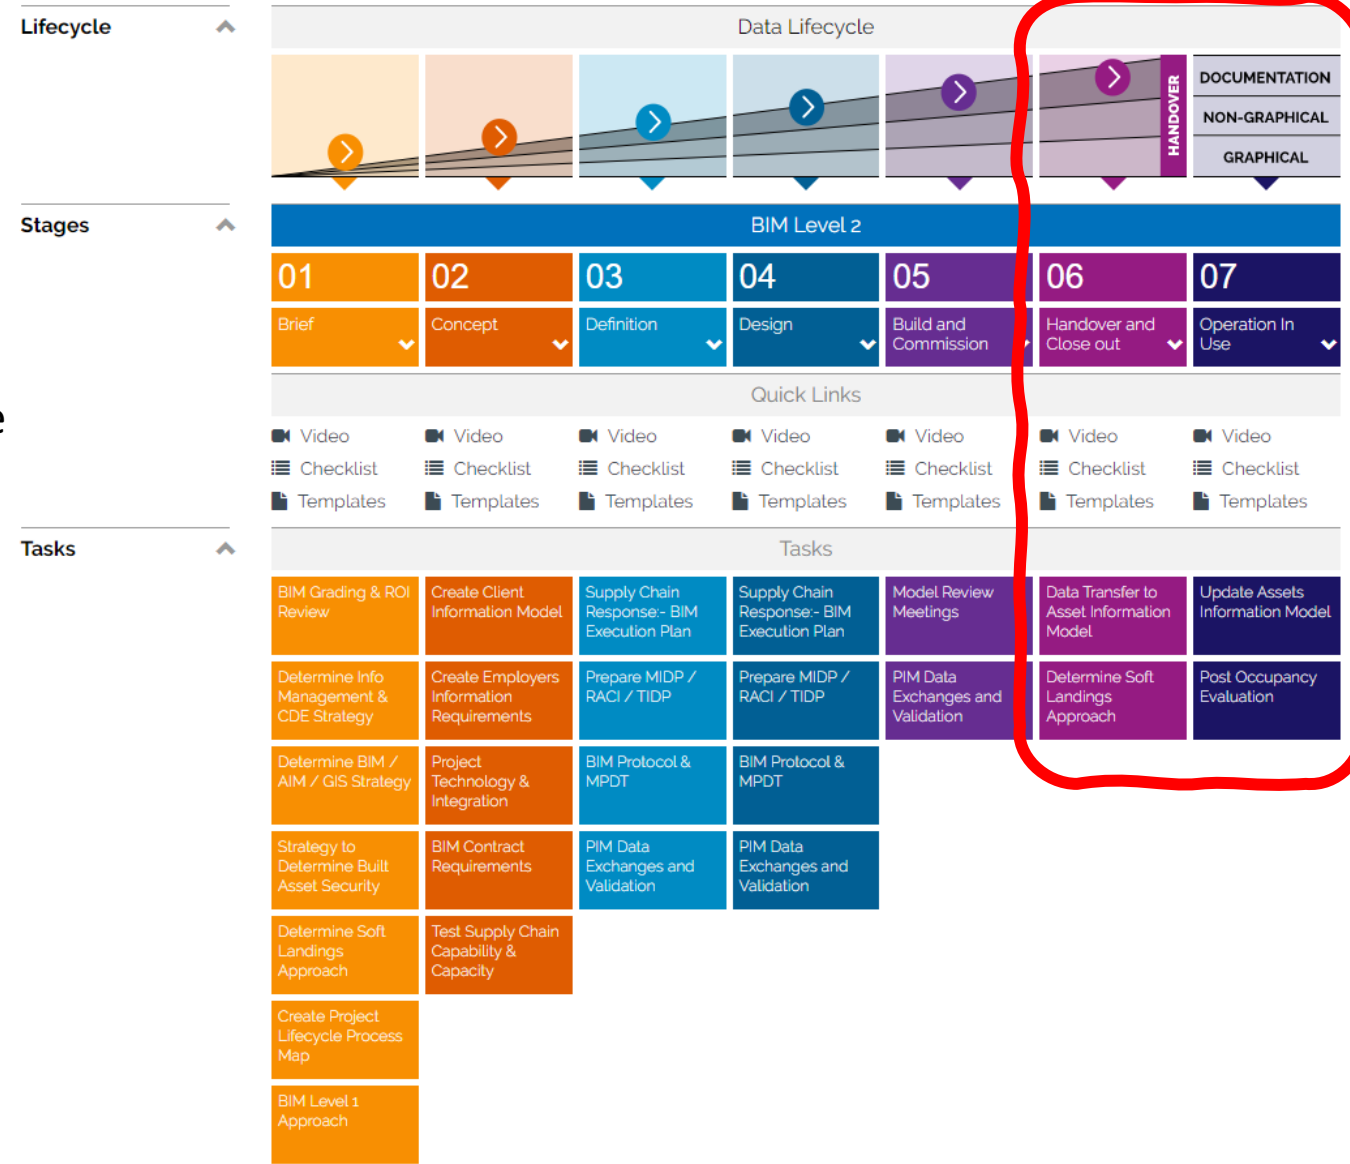 Lifecycle
Data Lifecycle
HANDOVER
DOCUMENTATION
NON-GRAPHICAL
GRAPHICAL
Stages
BIM Level 2
01
02
03
04
05
06
07
Brief
Concept
Definition
Design
Build and
Commission
Handover and
Close out
Operation In
Use
Quick Links
e
Video
Video
Video
Video
Video
Video
Video
Checklist
Checklist
Checklist
Checklist
Checklist
Checklist
Checklist
Templates
Templates
Templates
Templates
Templates
Templates
Templates
Tasks
Tasks
BIM Grading & ROI
Review
Create Client
Information Model
Supply Chain
Response:- BIM
Execution Plan
Supply Chain
Response:- BIM
Execution Plan
Model Review
Meetings
Data Transfer to
Asset Information
Model
Update Assets
Information Model
Determine Info
Management &
CDE Strategy
Create Employers
Information
Requirements
Prepare MIDP /
RACI / TIDP
Prepare MIDP /
RACI / TIDP
PIM Data
Exchanges and
Validation
Determine Soft
Landings
Approach
Post Occupancy
Evaluation
Determine BIM /
AIM / GIS Strategy
Project
Technology &
Integration
BIM Protocol &
MPDT
BIM Protocol &
MPDT
Strategy to
Determine Built
Asset Security
BIM Contract
Requirements
PIM Data
Exchanges and
Validation
PIM Data
Exchanges and
Validation
Determine Soft
Landings
Approach
Test Supply Chain
Capability &
Capacity
Create Project
Lifecycle Process
Map
BIM Level 1
Approach